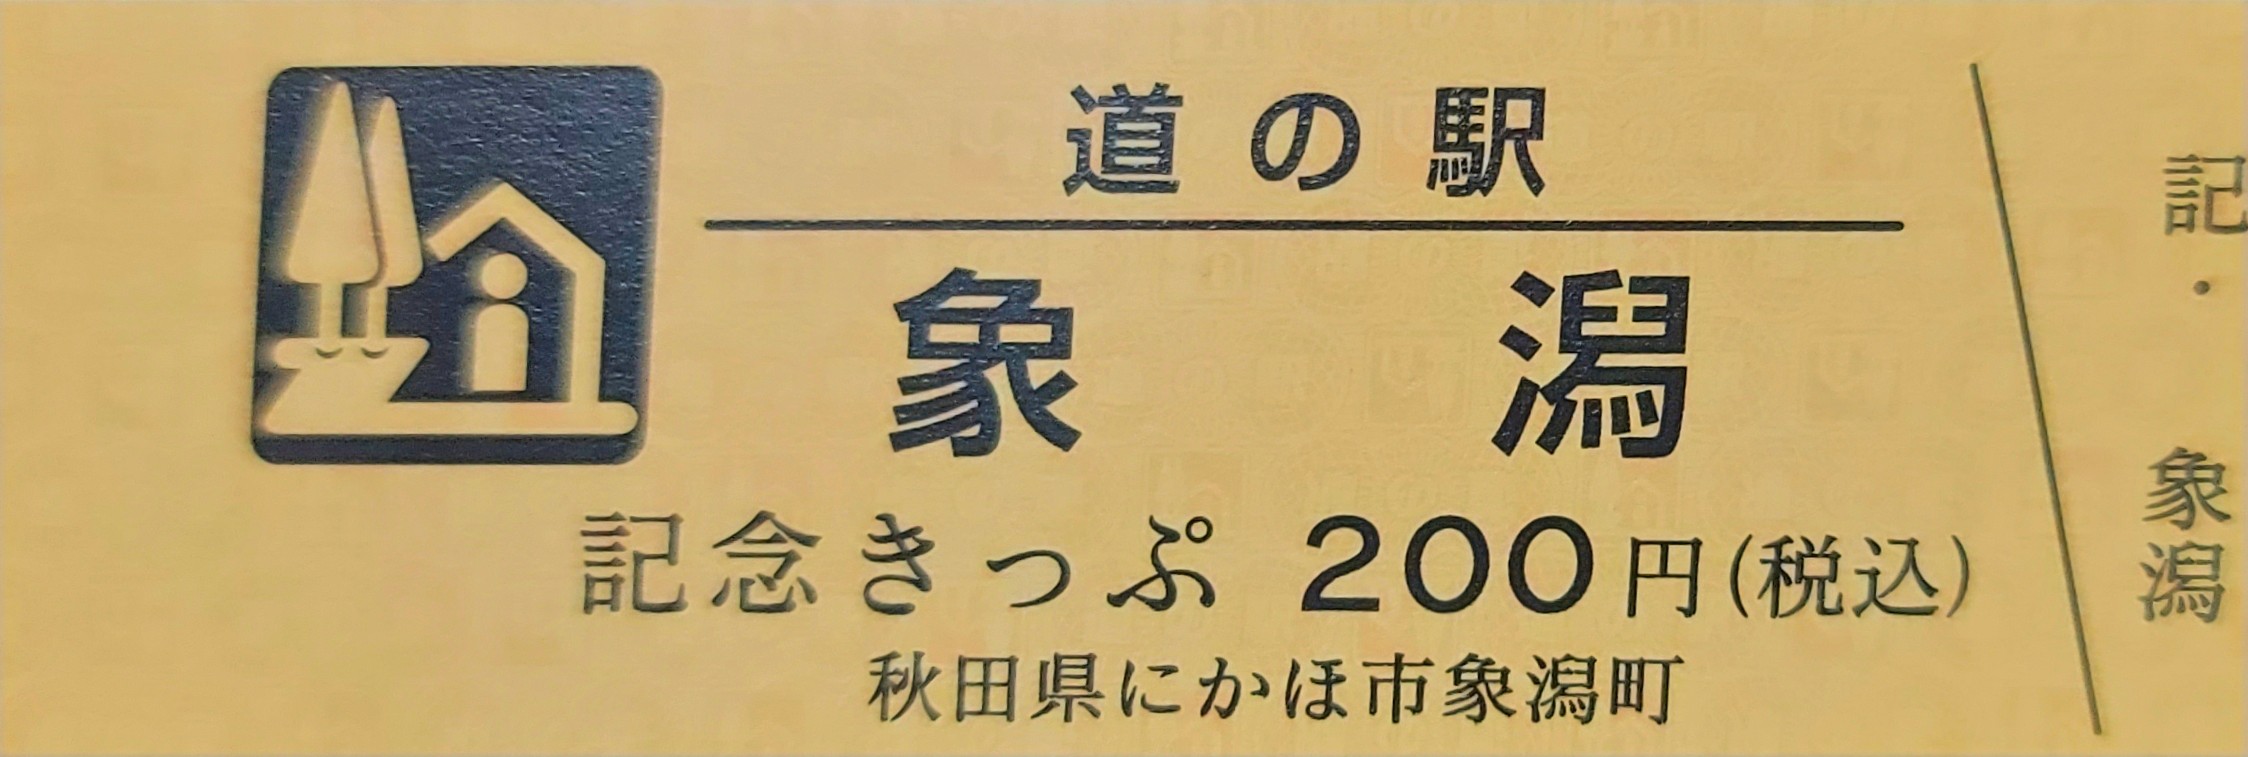 道の駅
象潟
記念きっぷ 200円(税込)
秋田県にかほ市象潟町
記・象潟